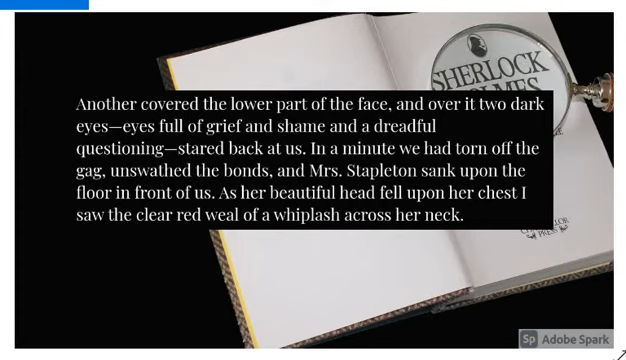 SHERLOCK
HOLMES
Another covered the lower part of the face, and over it two dark
eyes—eyes full of grief and shame and a dreadful
questioning—stared back at us. In a minute we had torn off the
gag, unswathed the bonds, and Mrs. Stapleton sank upon the
floor in front of us. As her beautiful head fell upon her chest I
saw the clear red weal of a whiplash across her neck.
PRESS
Sp Adobe Spark